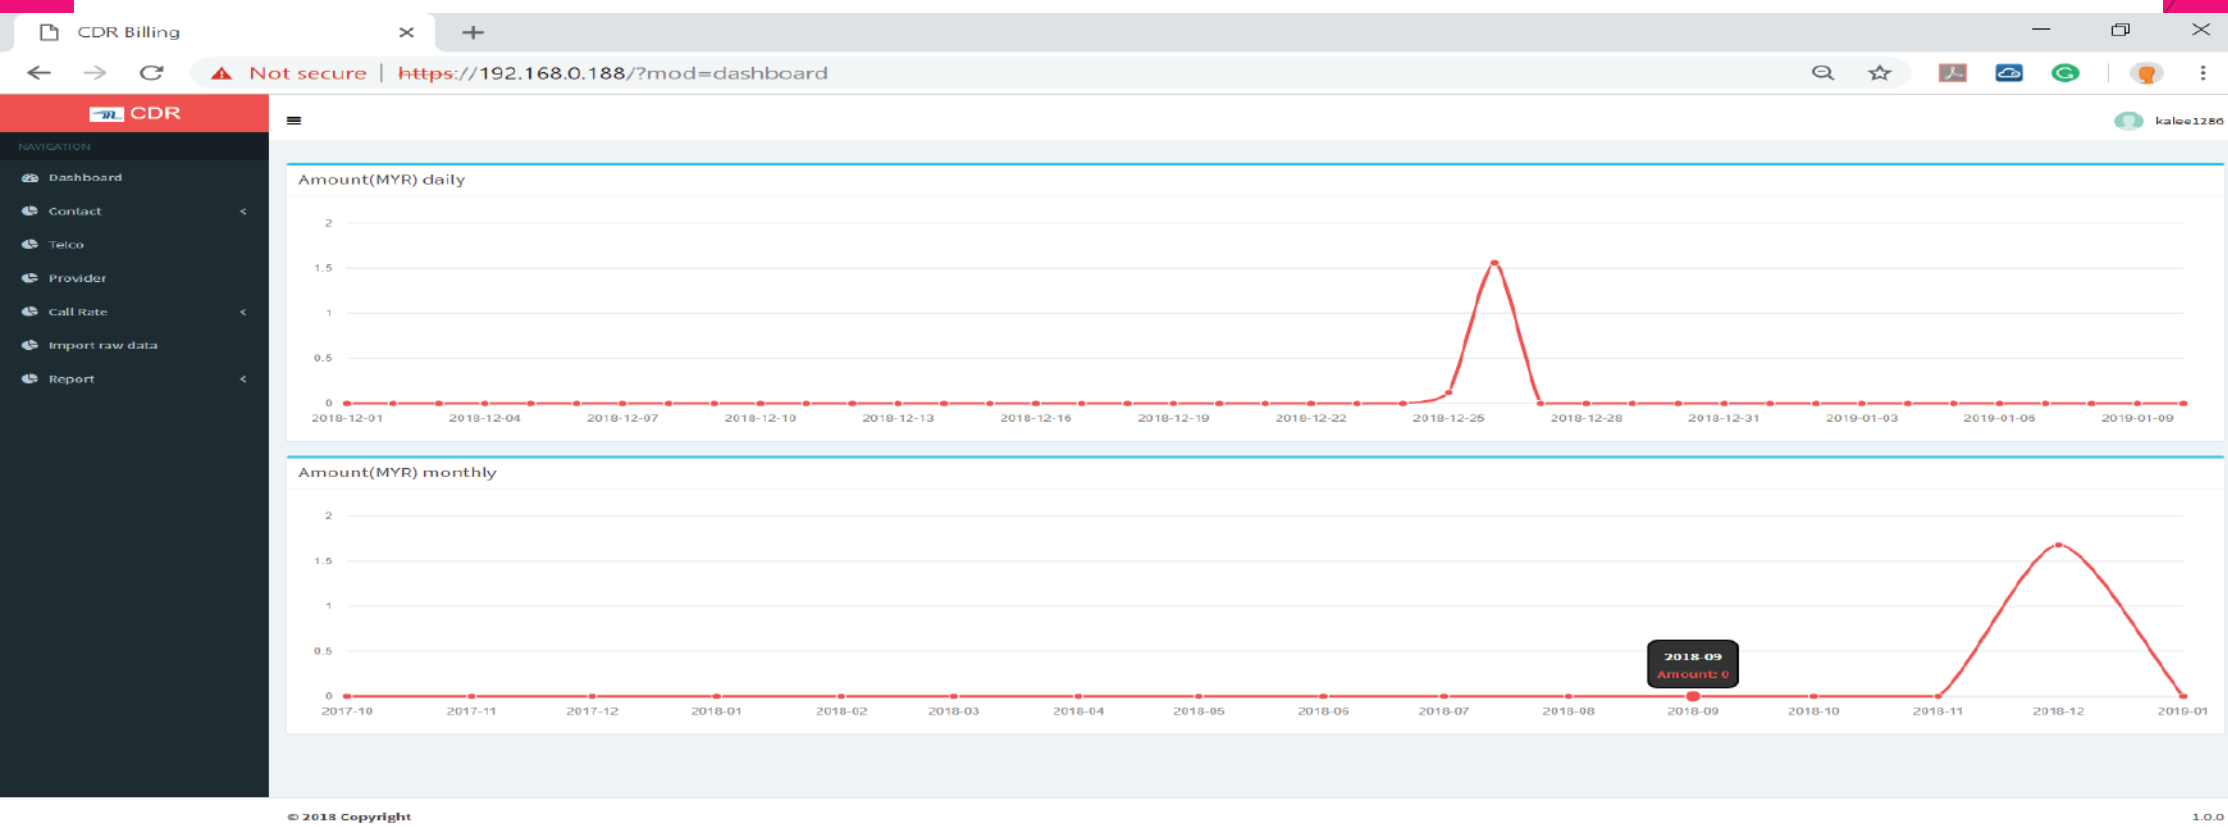 CDR Billing
Not secure | https://192.168.0.188/?mod=dashboard
CDR
kalee1286
NAVIGATION
Dashboard
Contact
Telco
Provider
Call Rate
Import raw data
Report
Amount(MYR) daily
2
1.5
1
0.5
0
2018-12-01 2018-12-04 2018-12-07 2018-12-10 2018-12-13 2018-12-16 2018-12-19 2018-12-22 2018-12-25 2018-12-28 2018-12-31 2019-01-03 2019-01-06 2019-01-09
Amount(MYR) monthly
2
1.5
1
0.5
0
2018-09
Amount: 0
2017-10 2017-11 2017-12 2018-01 2018-02 2018-03 2018-04 2018-05 2018-06 2018-07 2018-08 2018-09 2018-10 2018-11 2018-12 2019-01
© 2018 Copyright
1.0.0